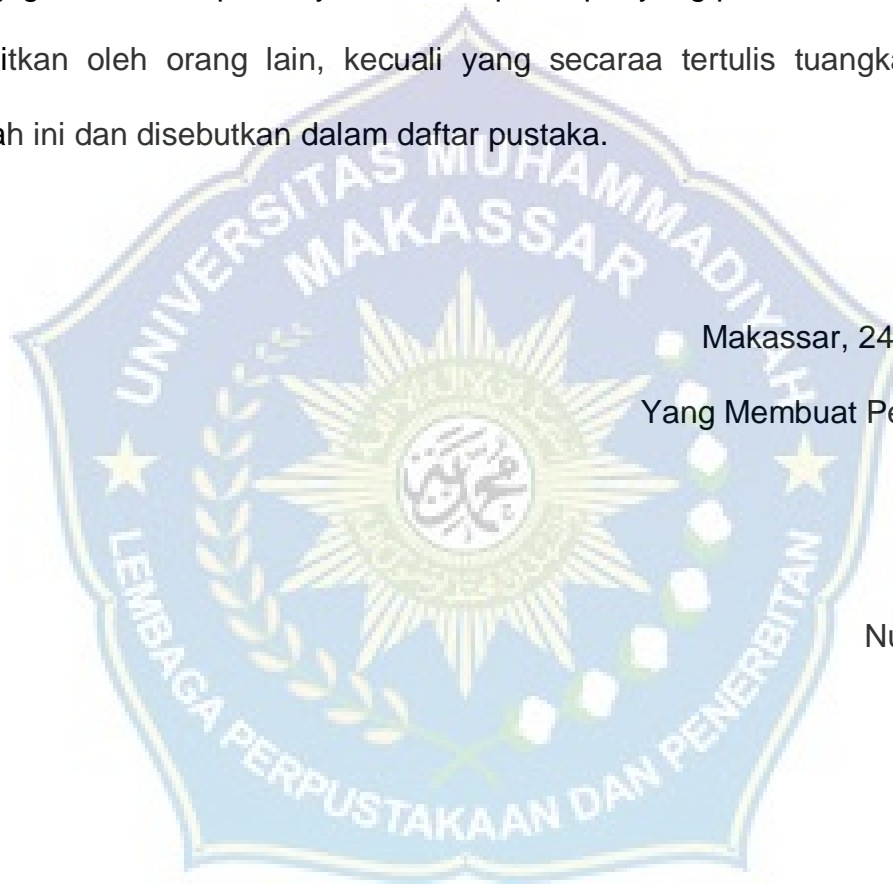 itkan oleh orang lain, kecuali yang secaraa tertulis tuangka
ah ini dan disebutkan dalam daftar pustaka.
UNIVERSITAS MUHAMMADIYAH
MAKASSAR
Makassar, 24
Yang Membuat Pe
Nu
LEMBAGA PERPUSTAKAAN DAN PENERBITAN